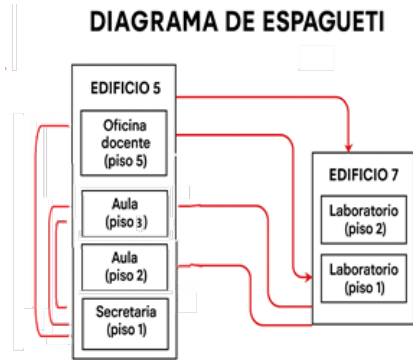 DIAGRAMA DE ESPAGUETI
EDIFICIO 5
Oficina
docente
(piso 5)
Aula
(piso 3)
Aula
(piso 2)
Secretaria
(piso 1)
EDIFICIO 7
Laboratorio
(piso 2)
Laboratorio
(piso 1)